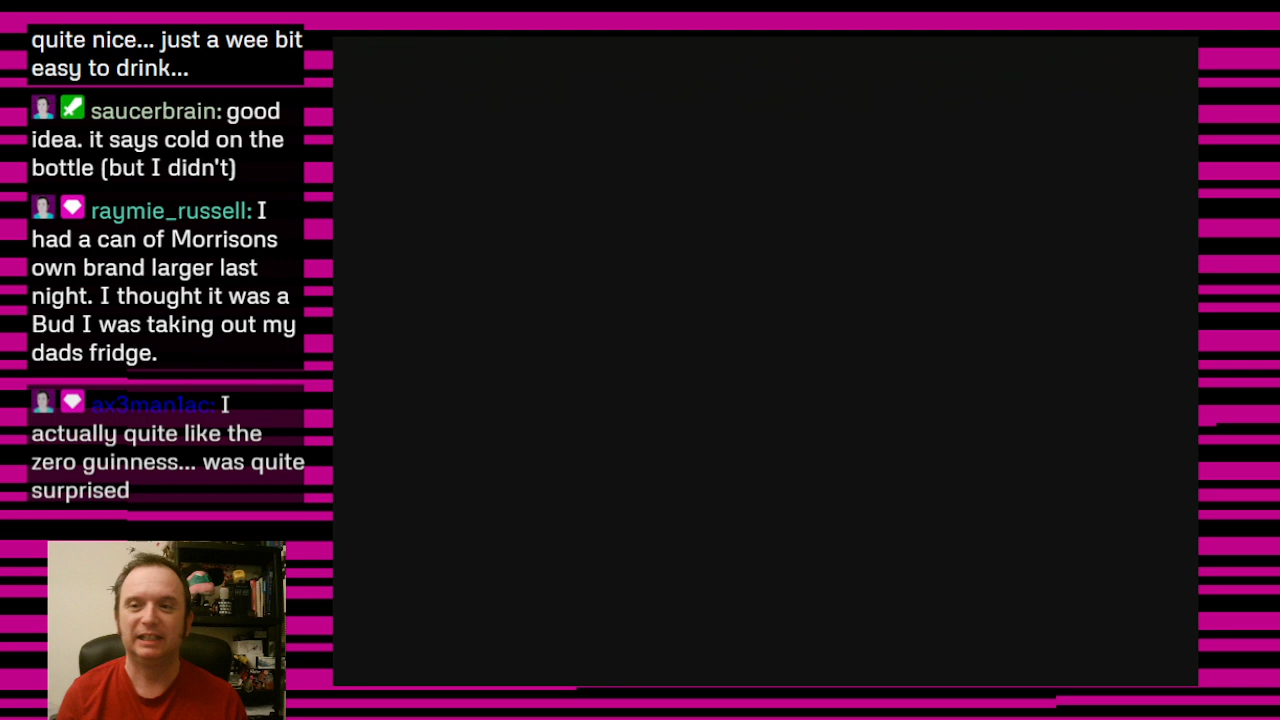 quite nice... just a wee bit
easy to drink...
saucerbrain: good
idea. it says cold on the
bottle (but I didn't)
raymie_russell: I
had a can of Morrisons
own brand larger last
night. I thought it was a
Bud I was taking out my
dads fridge.
ax3man1ac: I
actually quite like the
zero guinness... was quite
surprised